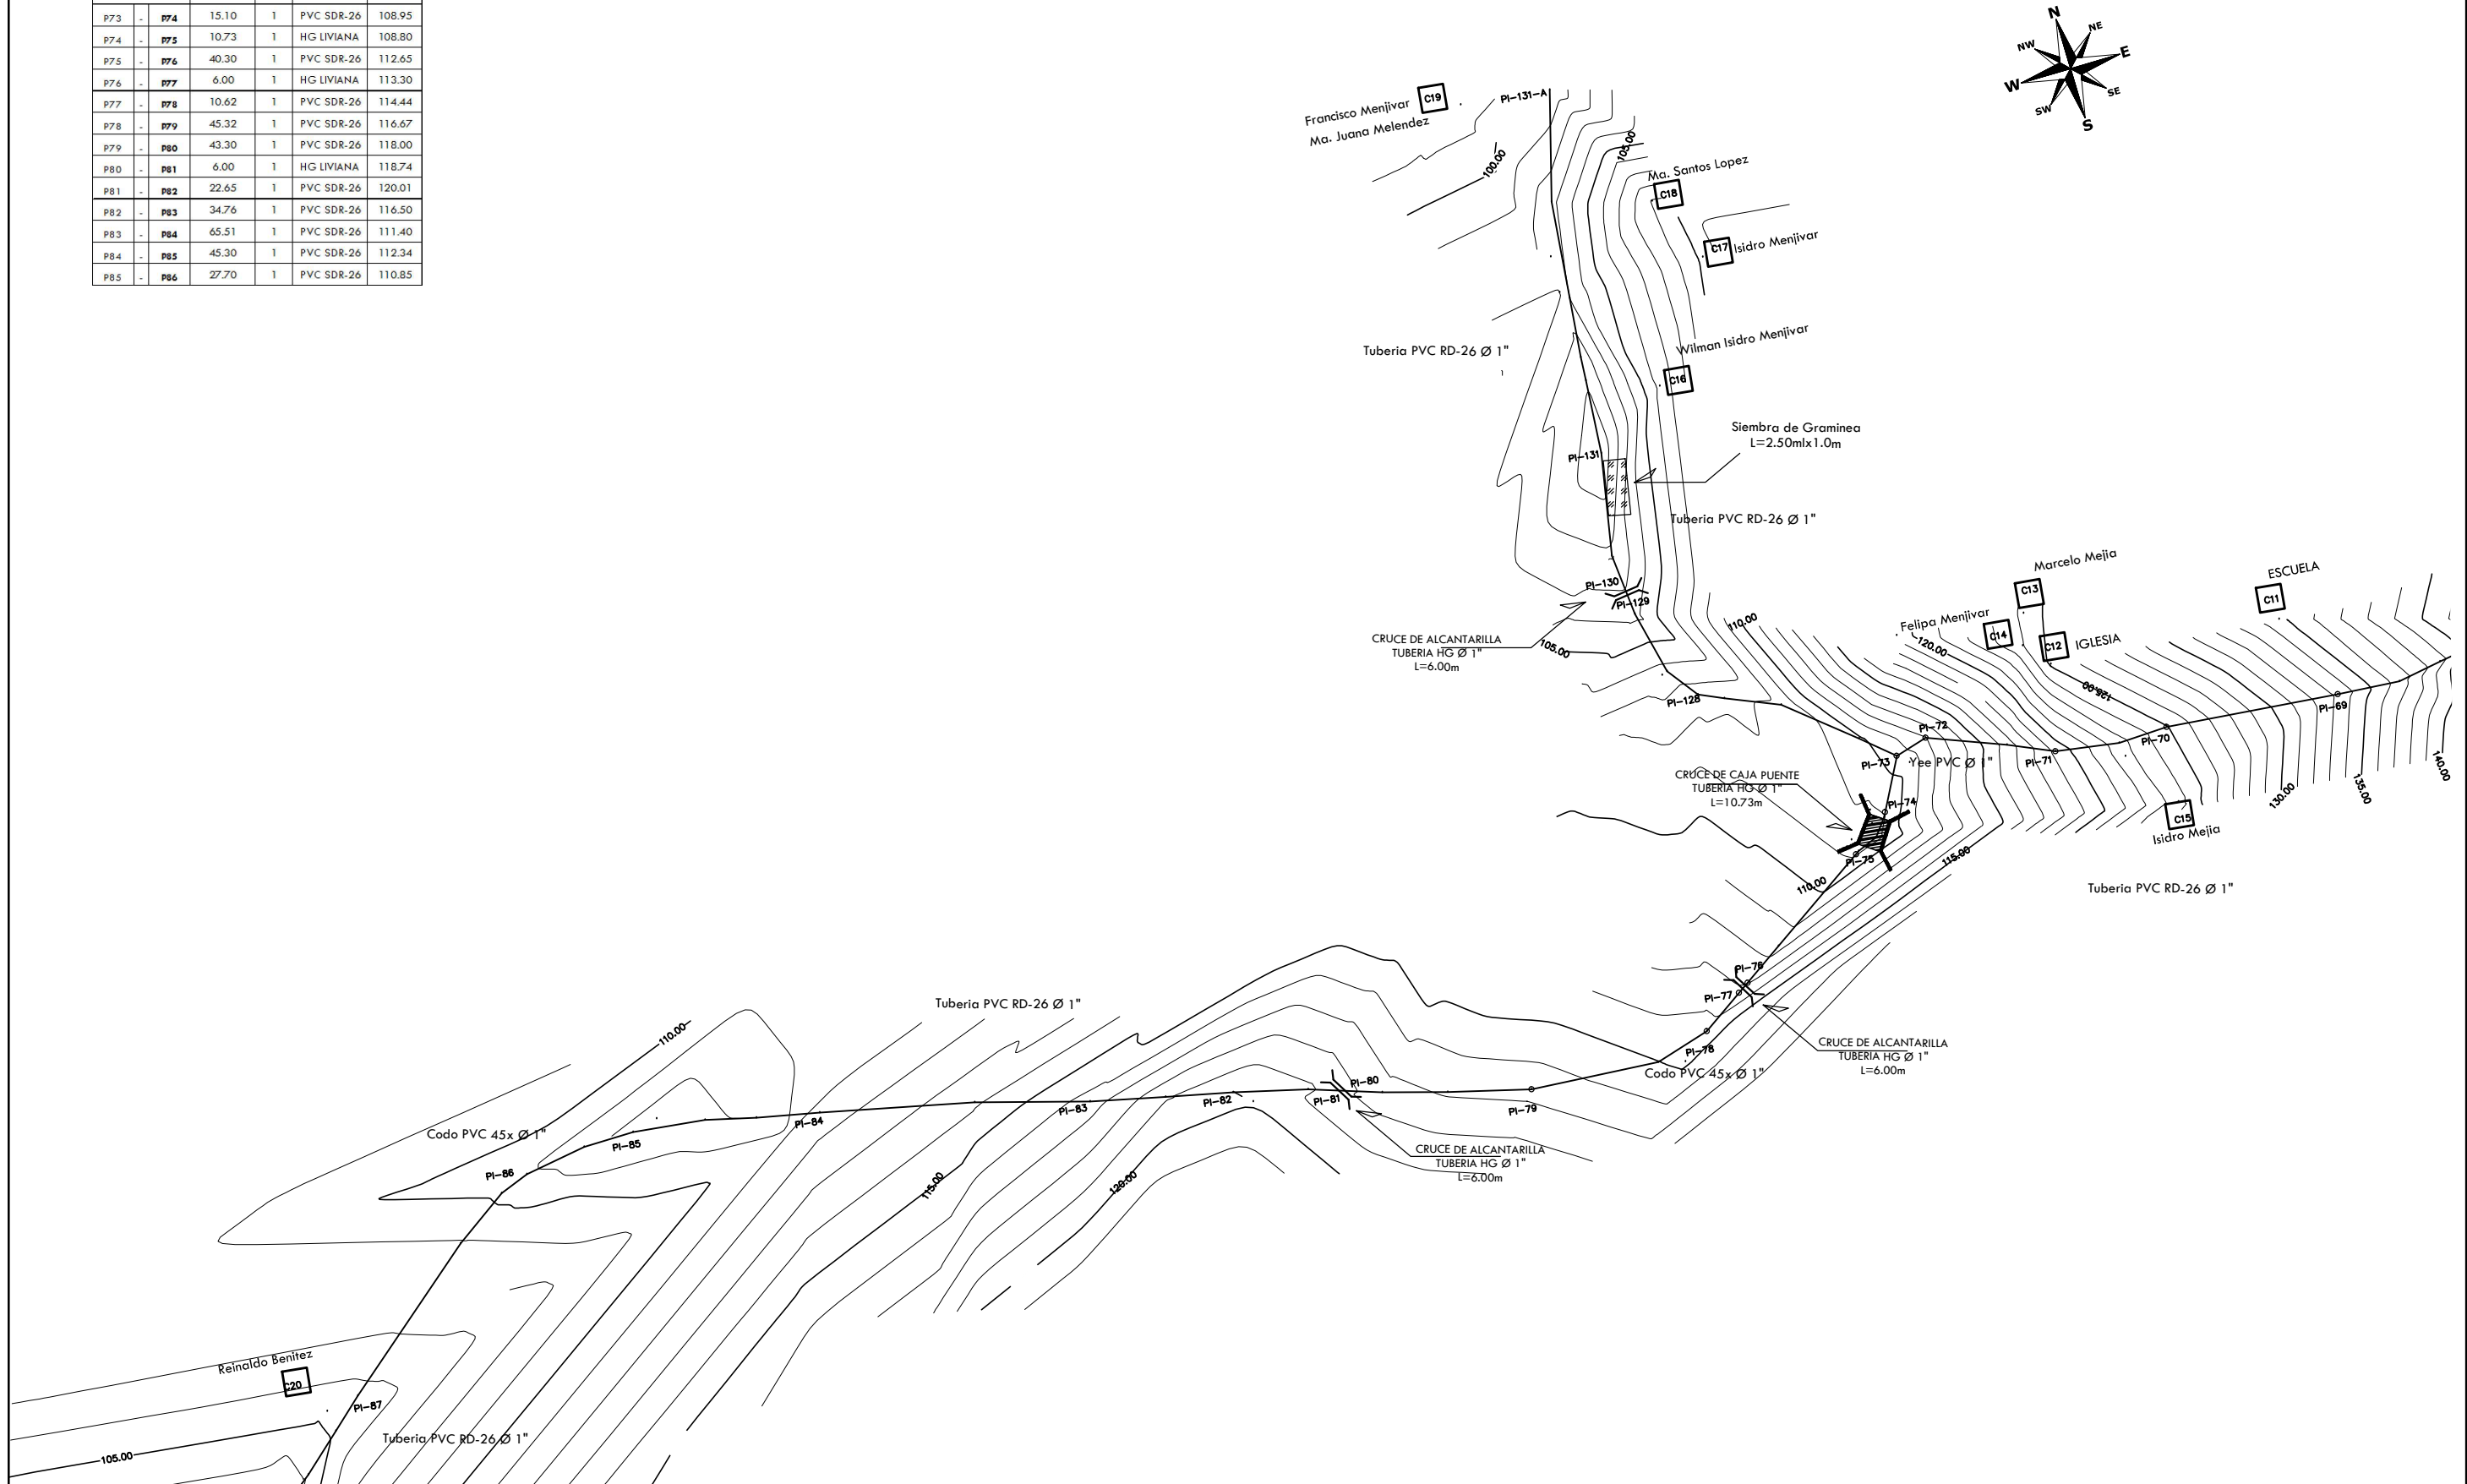 P73 - P74 15.10 1 PVC SDR-26 108.95
P74 - P75 10.73 1 HG LIVIANA 108.80
P75 - P76 40.30 1 PVC SDR-26 112.65
P76 - P77 6.00 1 HG LIVIANA 113.30
P77 - P78 10.62 1 PVC SDR-26 114.44
P78 - P79 45.32 1 PVC SDR-26 116.67
P79 - P80 43.30 1 PVC SDR-26 118.00
P80 - P81 6.00 1 HG LIVIANA 118.74
P81 - P82 22.65 1 PVC SDR-26 120.01
P82 - P83 34.76 1 PVC SDR-26 116.50
P83 - P84 65.51 1 PVC SDR-26 111.40
P84 - P85 45.30 1 PVC SDR-26 112.34
P85 - P86 27.70 1 PVC SDR-26 110.85
N
NE
E
SE
S
SW
W
NW
Francisco Menjivar
Ma. Juana Melendez
C19
PI-131-A
100.00
105.00
Ma. Santos Lopez
C18
C17
Isidro Menjivar
Tuberia PVC RD-26 Ø 1"
Wilman Isidro Menjivar
C16
Siembra de Graminea
L=2.50mlx1.0m
PI-131
Tuberia PVC RD-26 Ø 1"
PI-130
PI-129
CRUCE DE ALCANTARILLA
TUBERIA HG Ø 1"
L=6.00m
105.00
110.00
PI-128
Felipa Menjivar
C14
120.00
Marcelo Mejia
C13
C12
IGLESIA
ESCUELA
C11
125.00
PI-69
PI-70
PI-71
PI-72
PI-73
Yee PVC Ø 1"
130.00
135.00
140.00
C15
Isidro Mejia
CRUCE DE CAJA PUENTE
TUBERIA HG Ø 1"
L=10.73m
PI-74
PI-75
110.00
115.00
Tuberia PVC RD-26 Ø 1"
PI-76
PI-77
CRUCE DE ALCANTARILLA
TUBERIA HG Ø 1"
L=6.00m
PI-78
Codo PVC 45x Ø 1"
PI-79
PI-80
PI-81
CRUCE DE ALCANTARILLA
TUBERIA HG Ø 1"
L=6.00m
PI-82
PI-83
Tuberia PVC RD-26 Ø 1"
PI-84
110.00
Codo PVC 45x Ø 1"
PI-85
PI-86
115.00
120.00
Reinaldo Benitez
C20
PI-87
Tuberia PVC RD-26 Ø 1"
105.00